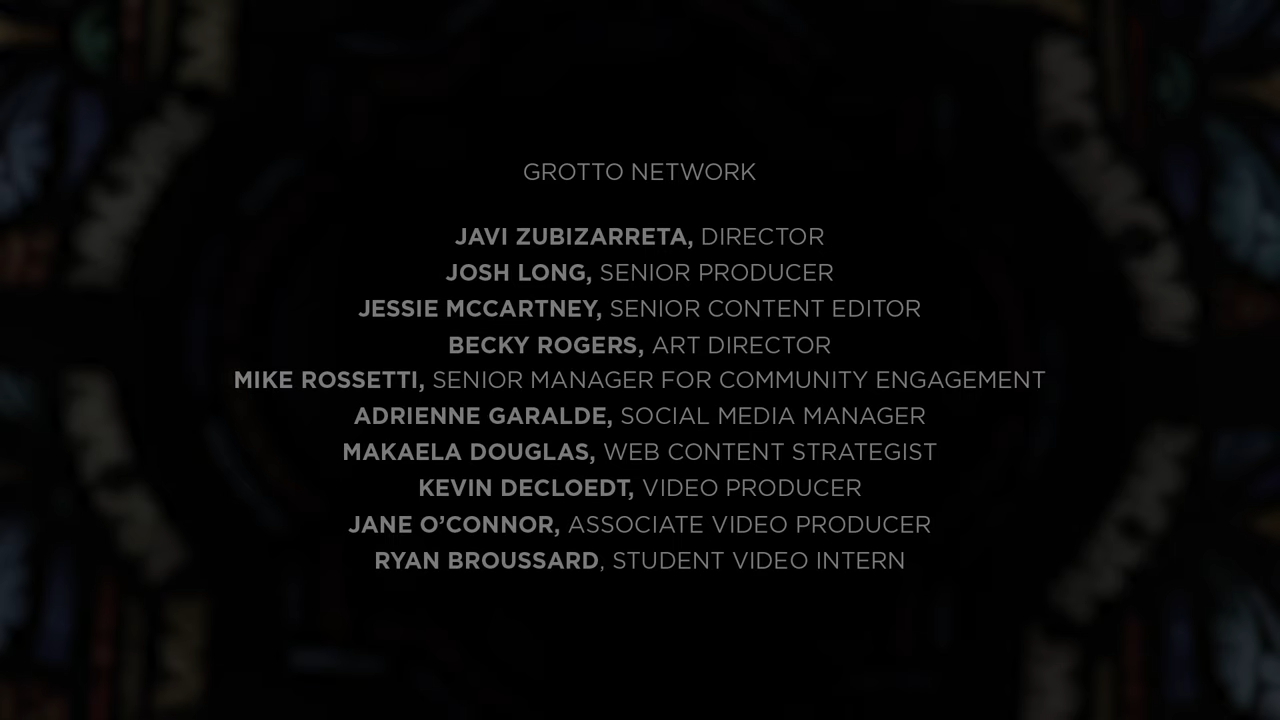 GROTTO NETWORK
JAVI ZUBIZARRETA, DIRECTOR
JOSH LONG, SENIOR PRODUCER
JESSIE MCCARTNEY, SENIOR CONTENT EDITOR
BECKY ROGERS, ART DIRECTOR
MIKE ROSSETTI, SENIOR MANAGER FOR COMMUNITY ENGAGEMENT
ADRIENNE GARALDE, SOCIAL MEDIA MANAGER
MAKAELA DOUGLAS, WEB CONTENT STRATEGIST
KEVIN DECLOEDT, VIDEO PRODUCER
JANE O’CONNOR, ASSOCIATE VIDEO PRODUCER
RYAN BROUSSARD, STUDENT VIDEO INTERN